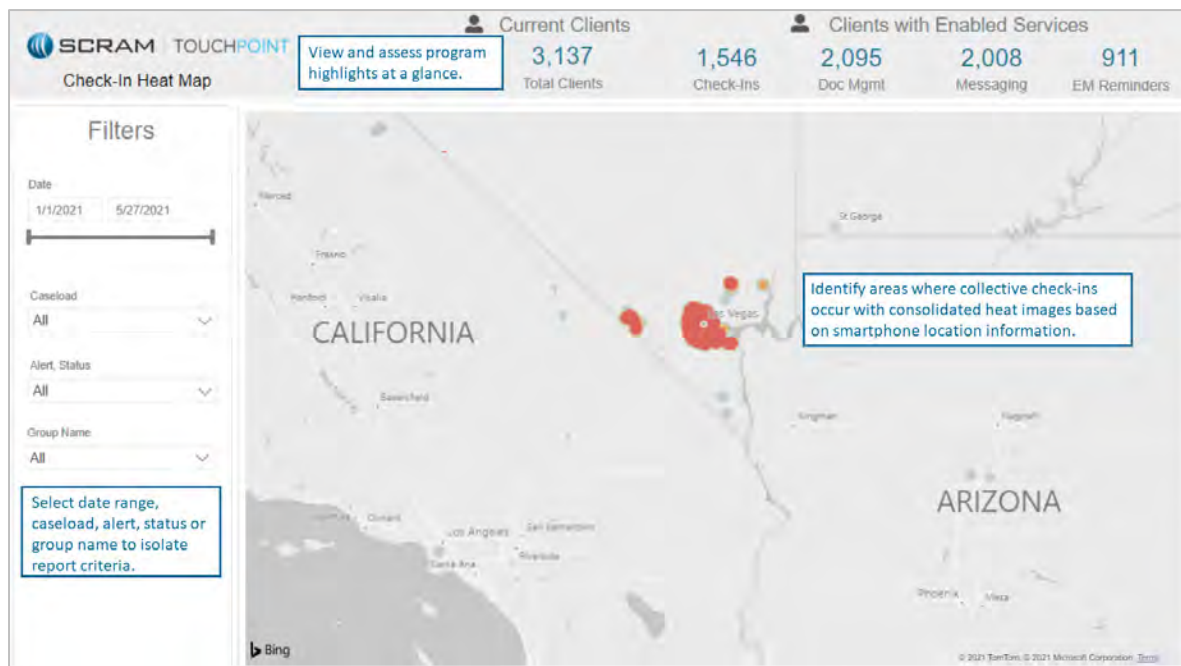 SCRAM TOUCHPOINT
Check-In Heat Map
View and assess program
highlights at a glance.
Current Clients
3,137
Total Clients
Clients with Enabled Services
1,546
Check-Ins
2,095
Doc Mgmt
2,008
Messaging
911
EM Reminders
Filters
Date
1/1/2021 5/27/2021
Caseload
All
Alert, Status
All
Group Name
All
Select date range,
caseload, alert, status or
group name to isolate
report criteria.
Merced
Fresno
Hanford Visalia
CALIFORNIA
Bakersfield
Oxnard
Los Angeles
San Bernardino
Riverside
Santa Ana
St George
Las Vegas
Identify areas where collective check-ins
occur with consolidated heat images based
on smartphone location information.
Kingman
Flagstaff
ARIZONA
Phoenix Mesa
Bing
© 2021 TomTom, © 2021 Microsoft Corporation Terms